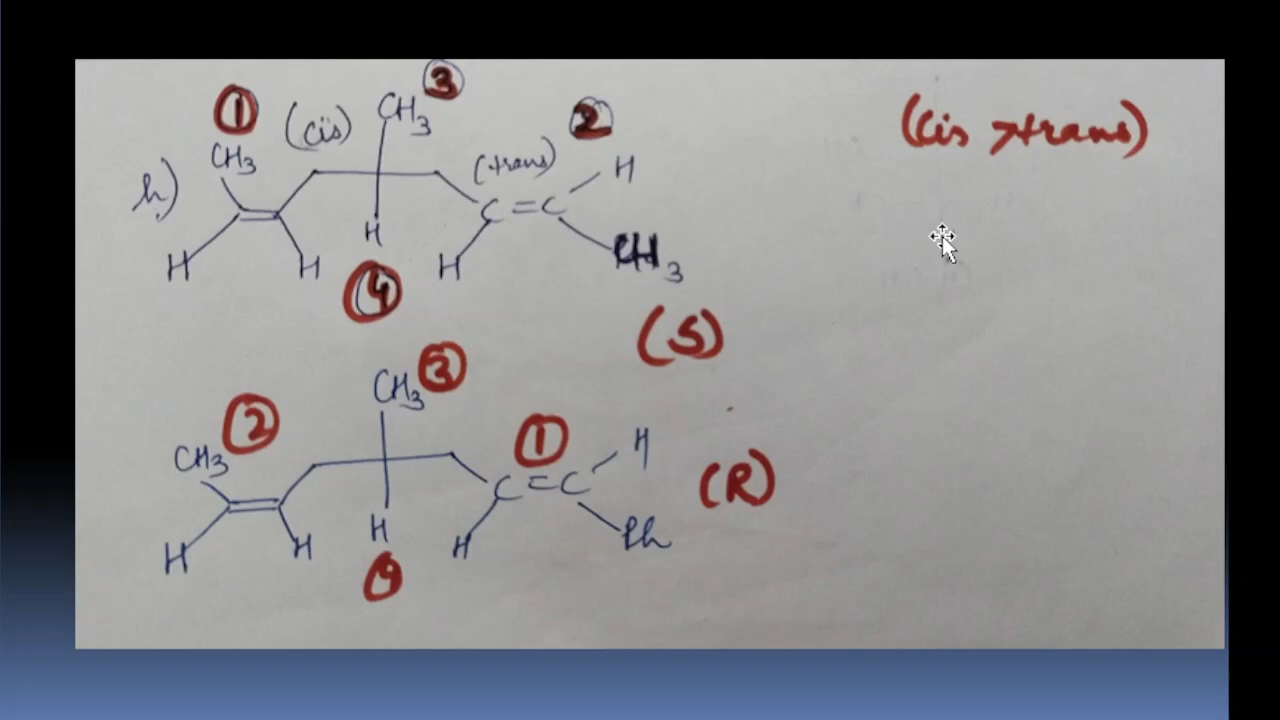 ① (cis) CH₃ ③
CH₃ (trans) ② H (cis > trans)
h)
C=C
H H H H CH₃
④
(S)
CH₃ ③
CH₃ ② ① H
C=C (R)
H H H H Ph
④